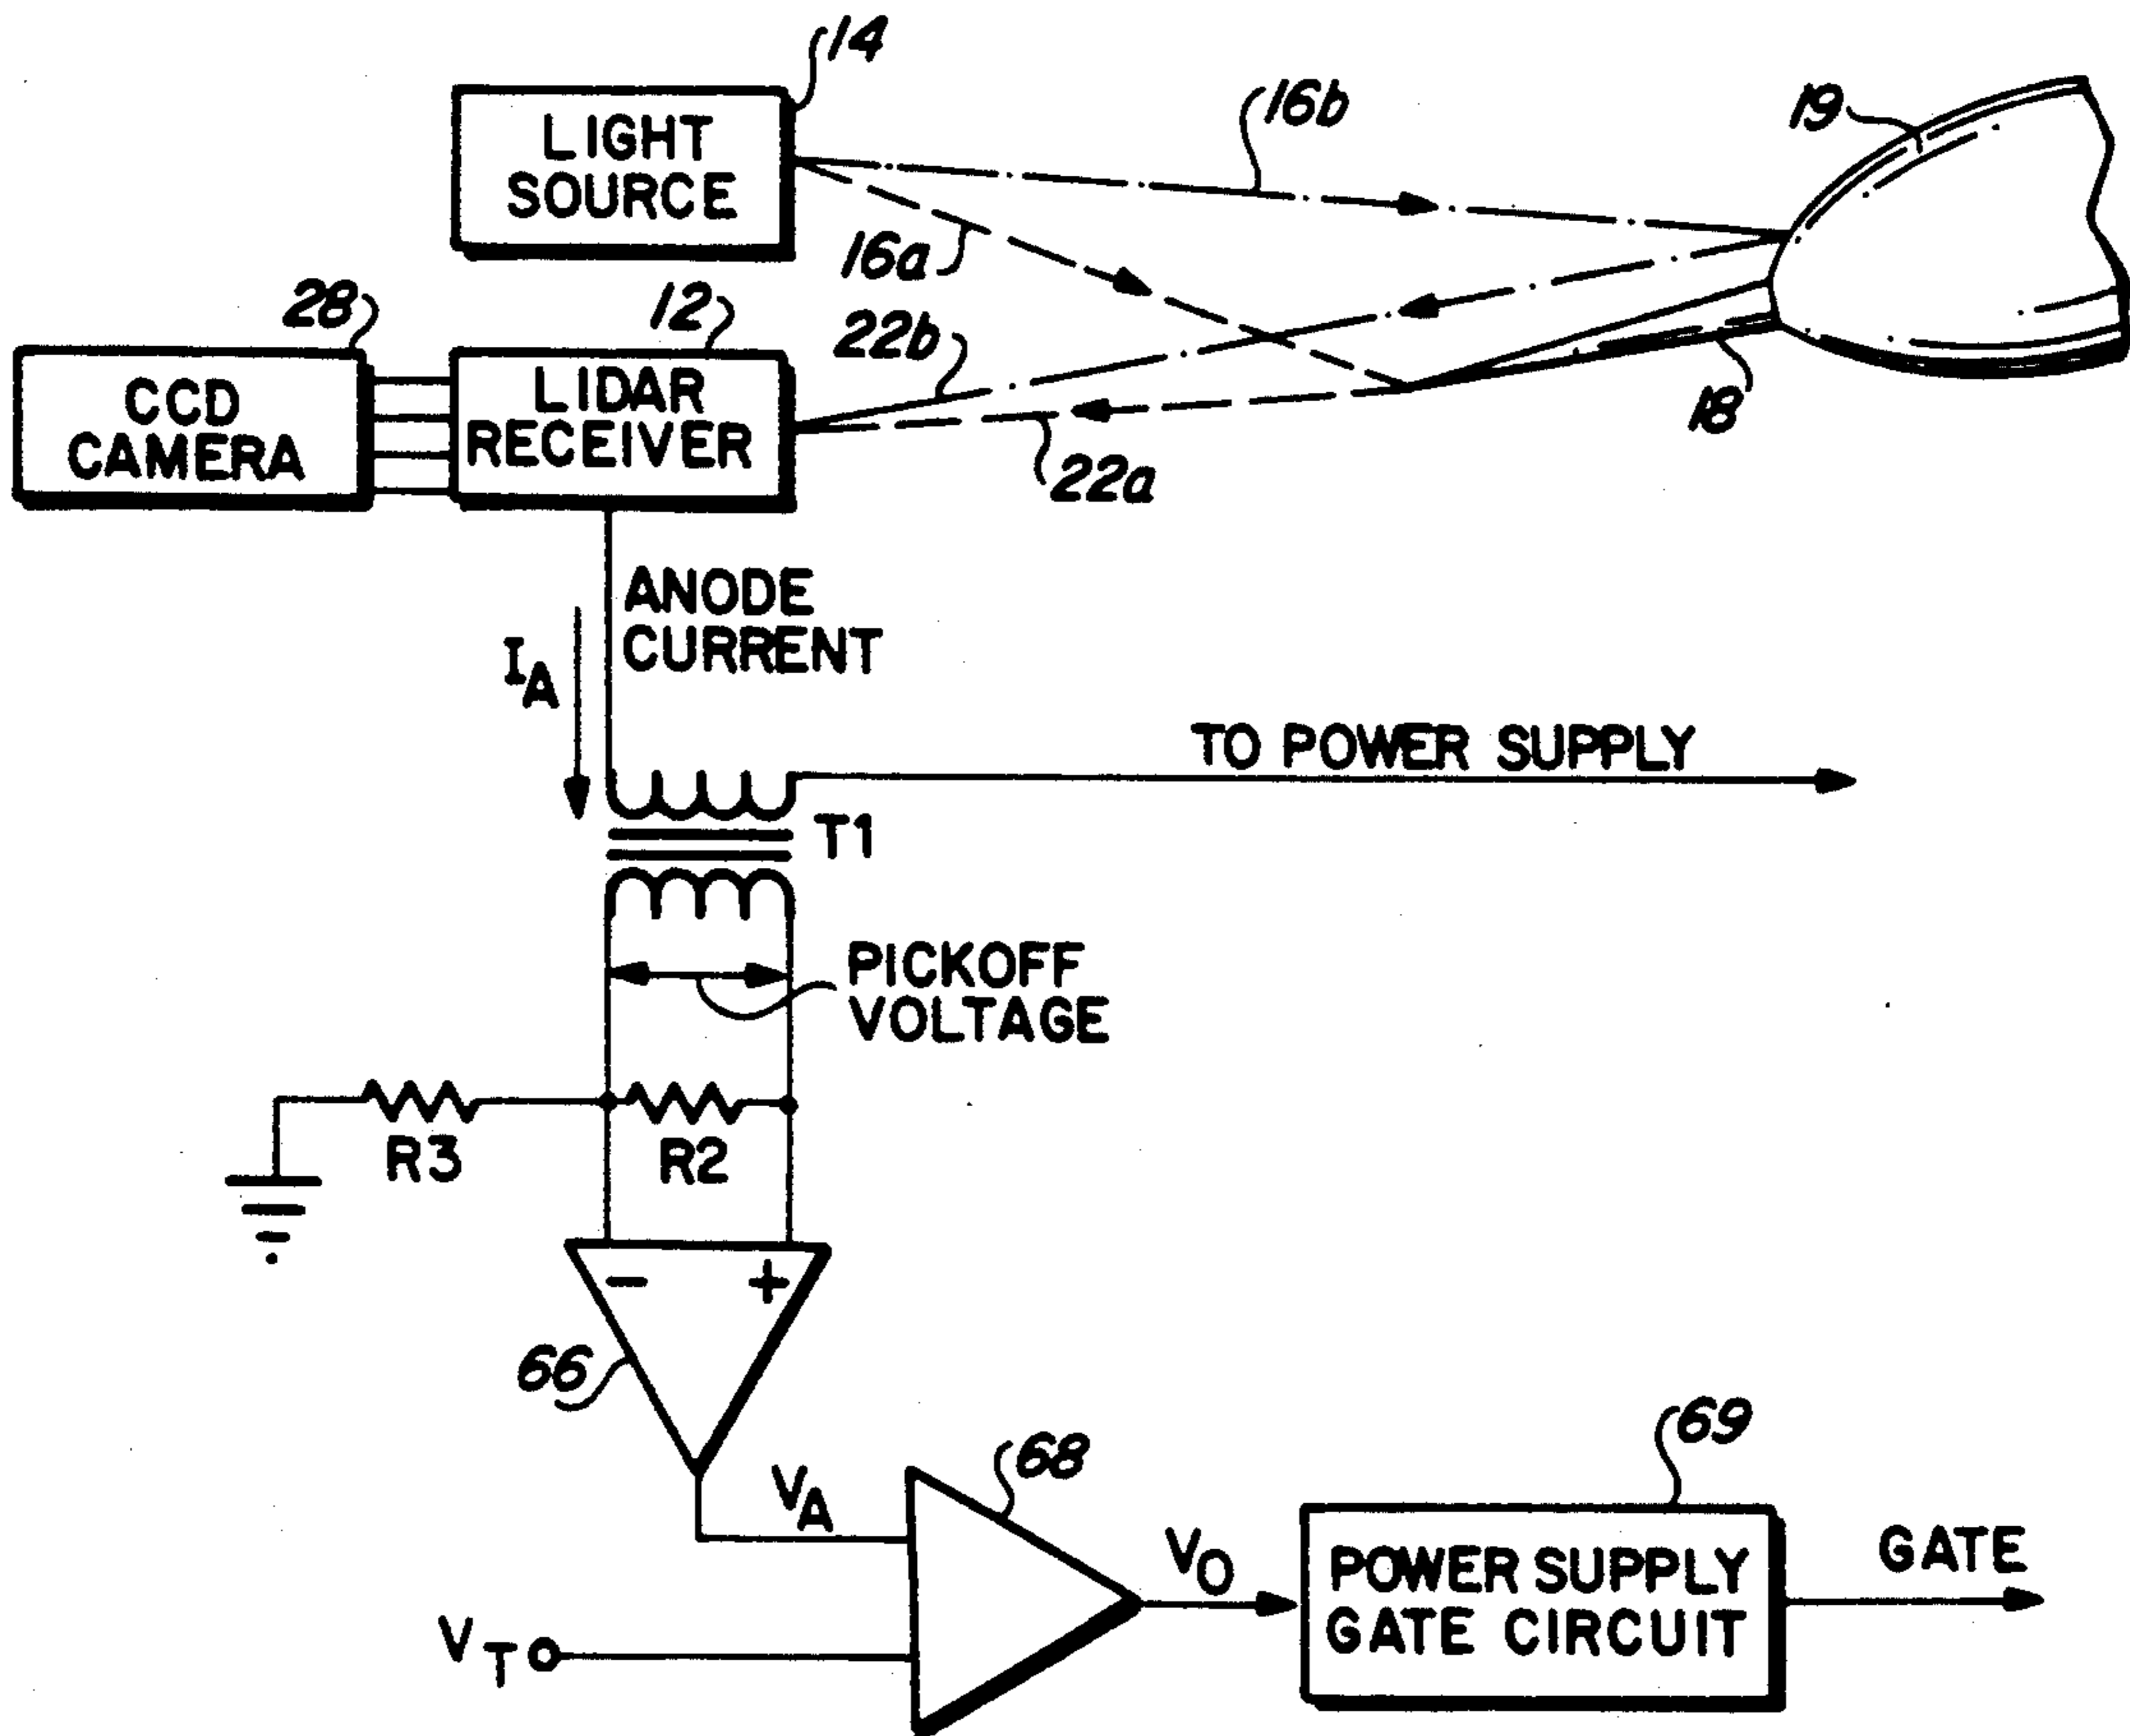 14
LIGHT
SOURCE
16b
19
16a
28
12
22b
CCD
CAMERA
LIDAR
RECEIVER
18
22a
ANODE
CURRENT
IA
TO POWER SUPPLY
T1
PICKOFF
VOLTAGE
R3
R2
− +
66
68
69
VA
VO
POWER SUPPLY
GATE CIRCUIT
GATE
VT